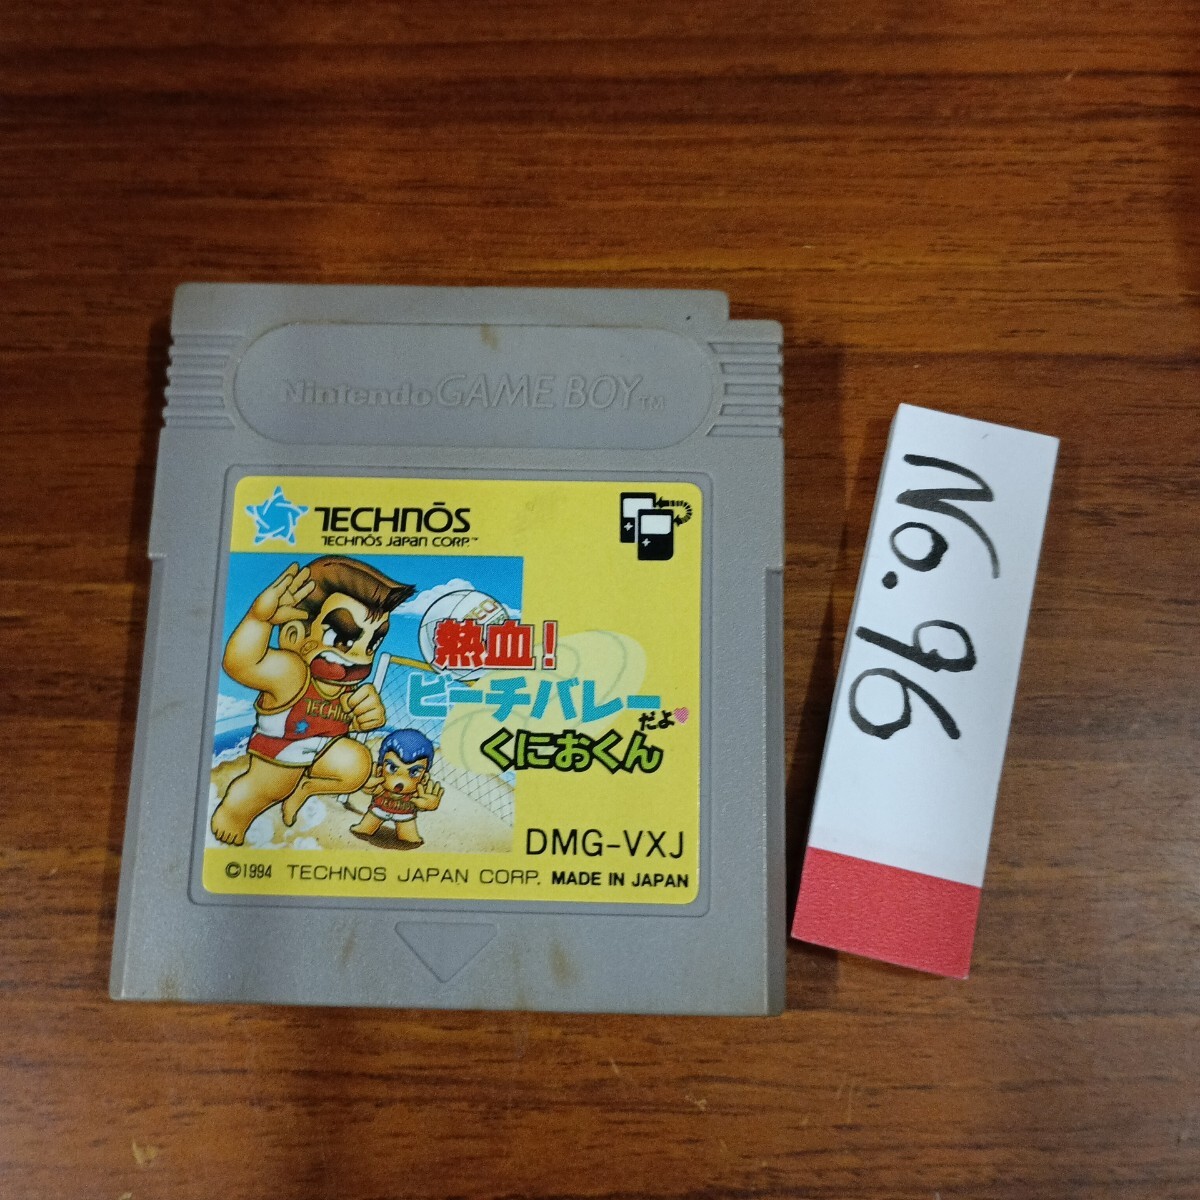 Nintendo GAME BOY™
TECHNŌS
TECHNŌS JAPAN CORP.™
熱血!
ビーチバレー
だよ♥
くにおくん
DMG-VXJ
©1994 TECHNOS JAPAN CORP. MADE IN JAPAN
No. 96